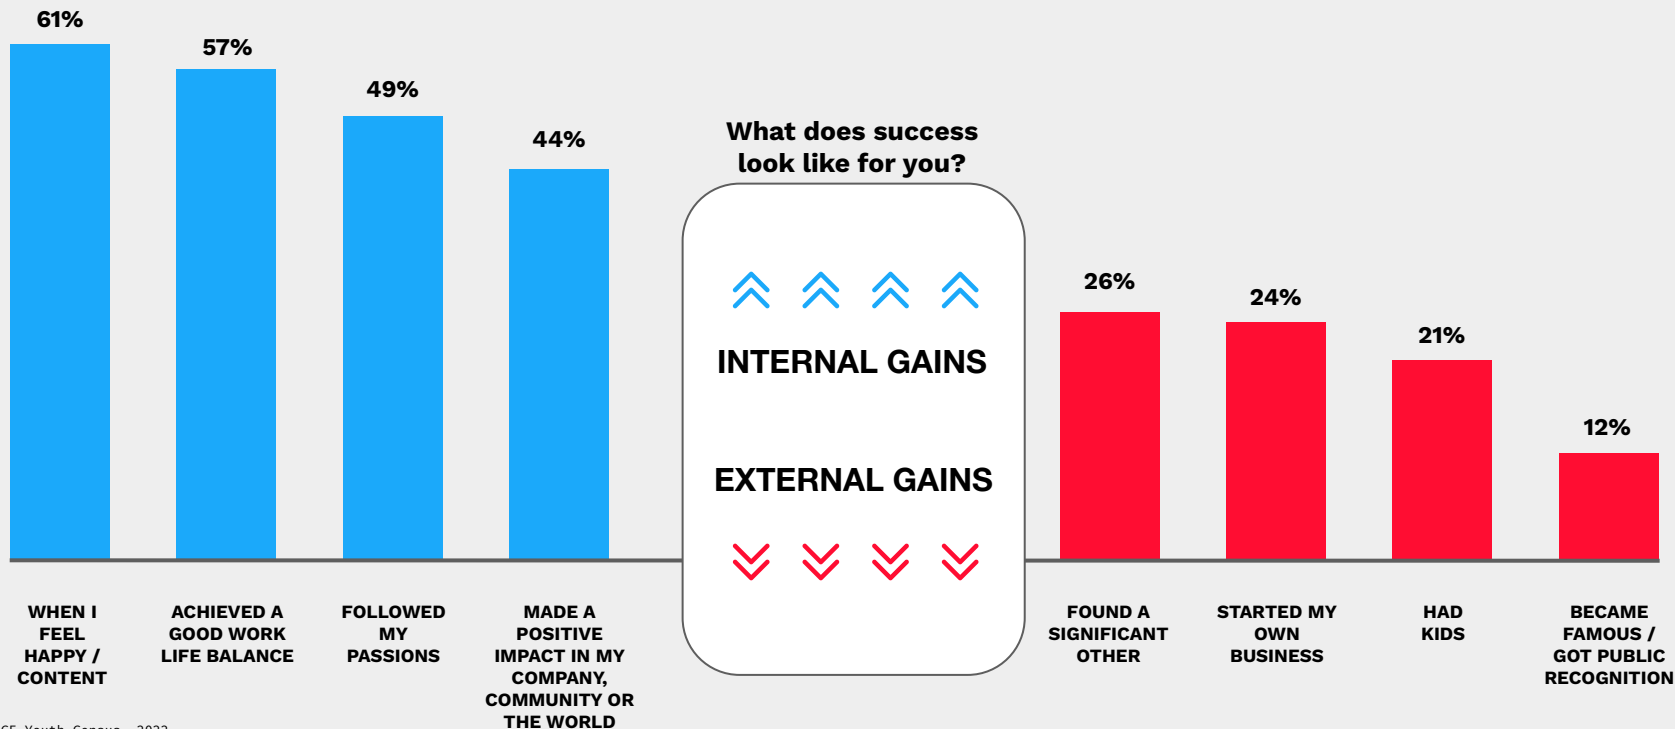 61%
57%
49%
44%
What does success
look like for you?
INTERNAL GAINS
EXTERNAL GAINS
26%
24%
21%
12%
WHEN I
FEEL
HAPPY /
CONTENT
ACHIEVED A
GOOD WORK
LIFE BALANCE
FOLLOWED
MY
PASSIONS
MADE A
POSITIVE
IMPACT IN MY
COMPANY,
COMMUNITY OR
THE WORLD
FOUND A
SIGNIFICANT
OTHER
STARTED MY
OWN
BUSINESS
HAD
KIDS
BECAME
FAMOUS /
GOT PUBLIC
RECOGNITION
Youth